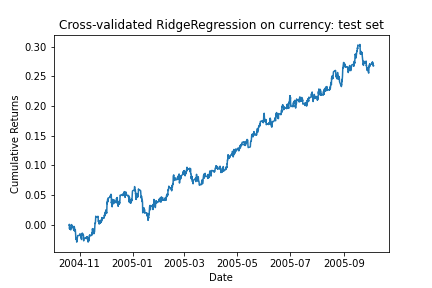 Cross-validated RidgeRegression on currency: test set
0.30
0.25
0.20
0.15
0.10
0.05
0.00
Cumulative Returns
2004-11 2005-01 2005-03 2005-05 2005-07 2005-09
Date